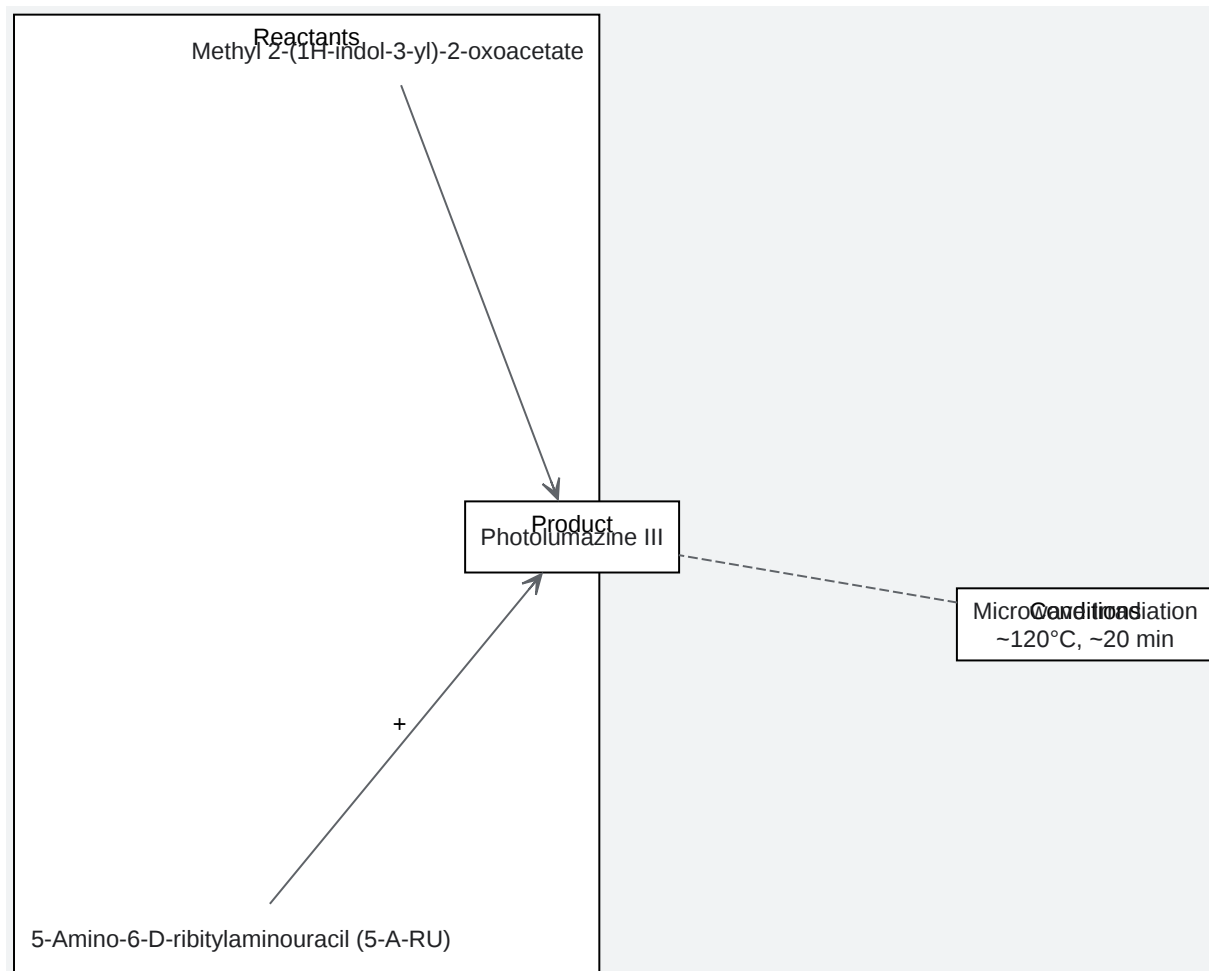 Reactants
Methyl 2-(1H-indol-3-yl)-2-oxoacetate
Product
Photolumazine III
Conditions
Microwave Irradiation
~120°C, ~20 min
+
5-Amino-6-D-ribitylaminouracil (5-A-RU)